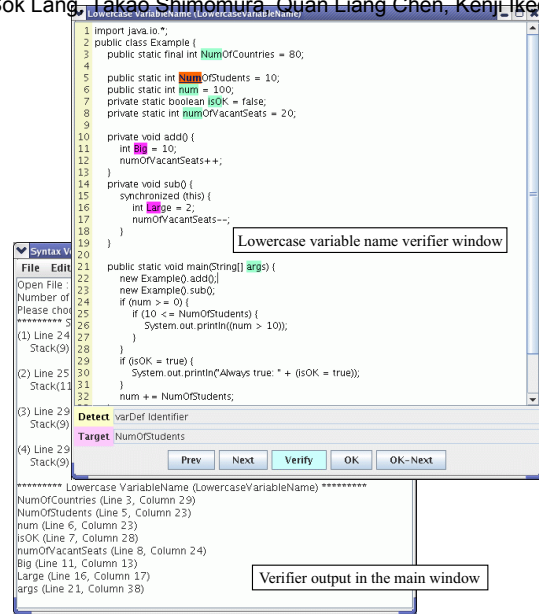 Bok Lang, Takao Shimomura, Quan Liang Chen, Kenji
Lowercase VariableName (LowercaseVariableName)
1 import java.io.*;
2 public class Example {
3 public static final int NumOfCountries = 80;
4
5 public static int NumOfStudents = 10;
6 public static int num = 100;
7 private static boolean isOK = false;
8 private static int numOfVacantSeats = 20;
9
10 private void add() {
11 int Big = 10;
12 numOfVacantSeats++;
13 }
14 private void sub() {
15 synchronized (this) {
16 int Large = 2;
17 numOfVacantSeats--;
18 }
19 }
20
21 public static void main(String[] args) {
22 new Example().add();
23 new Example().sub();
24 if (num >= 0) {
25 if (10 <= NumOfStudents) {
26 System.out.println((num > 10));
27 }
28 }
29 if (isOK = true) {
30 System.out.println("Always true: " + (isOK = true));
31 }
32 num += NumOfStudents;
Lowercase variable name verifier window
Detect varDef Identifier
Target NumOfStudents
Prev Next Verify OK OK-Next
Syntax
File Edit
Open File :
Number of
Please
(1) Line 24
Stack(9)
(2) Line 25
Stack(11
(3) Line 29
Stack(9)
(4) Line 29
Stack(9)
********* Lowercase VariableName (LowercaseVariableName) *********
NumOfCountries (Line 3, Column 29)
NumOfStudents (Line 5, Column 23)
num (Line 6, Column 23)
isOK (Line 7, Column 28)
numOfVacantSeats (Line 8, Column 24)
Big (Line 11, Column 13)
Large (Line 16, Column 17)
args (Line 21, Column 38)
Verifier output in the main window